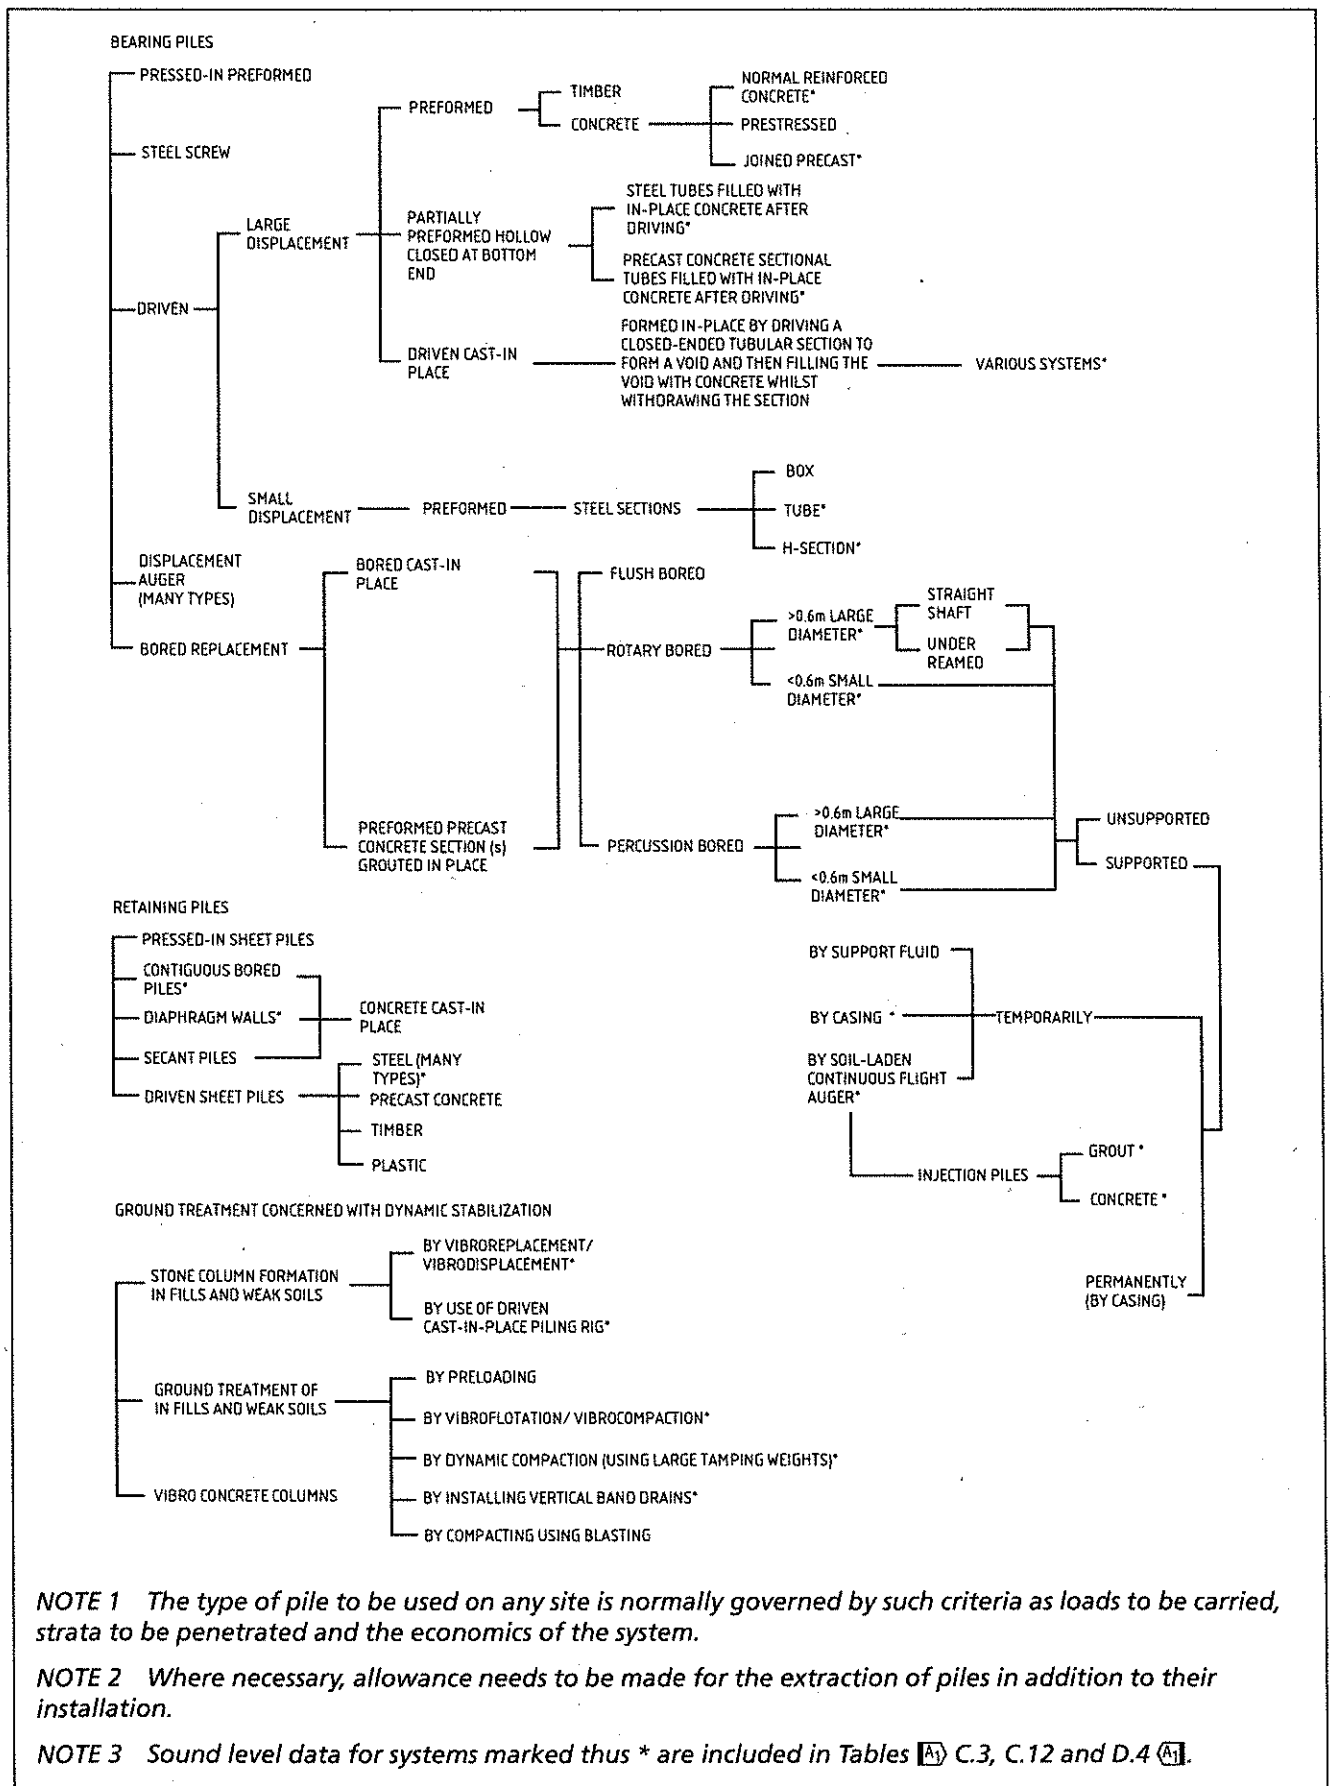 BEARING PILES
PRESSED-IN PREFORMED
STEEL SCREW
DRIVEN
LARGE
DISPLACEMENT
PREFORMED
TIMBER
CONCRETE
NORMAL REINFORCED
CONCRETE*
PRESTRESSED
JOINED PRECAST*
PARTIALLY
PREFORMED HOLLOW
CLOSED AT BOTTOM
END
STEEL TUBES FILLED WITH
IN-PLACE CONCRETE AFTER
DRIVING*
PRECAST CONCRETE SECTIONAL
TUBES FILLED WITH IN-PLACE
CONCRETE AFTER DRIVING*
DRIVEN CAST-IN
PLACE
FORMED IN-PLACE BY DRIVING A
CLOSED-ENDED TUBULAR SECTION TO
FORM A VOID AND THEN FILLING THE
VOID WITH CONCRETE WHILST
WITHDRAWING THE SECTION
VARIOUS SYSTEMS*
SMALL
DISPLACEMENT
PREFORMED
STEEL SECTIONS
BOX
TUBE*
H-SECTION*
DISPLACEMENT
AUGER
(MANY TYPES)
BORED REPLACEMENT
BORED CAST-IN
PLACE
PREFORMED PRECAST
CONCRETE SECTION (s)
GROUTED IN PLACE
FLUSH BORED
ROTARY BORED
>0.6m LARGE
DIAMETER*
STRAIGHT
SHAFT
UNDER
REAMED
<0.6m SMALL
DIAMETER*
PERCUSSION BORED
>0.6m LARGE
DIAMETER*
<0.6m SMALL
DIAMETER*
UNSUPPORTED
SUPPORTED
BY SUPPORT FLUID
BY CASING *
BY SOIL-LADEN
CONTINUOUS FLIGHT
AUGER*
TEMPORARILY
INJECTION PILES
GROUT *
CONCRETE *
PERMANENTLY
(BY CASING)
RETAINING PILES
PRESSED-IN SHEET PILES
CONTIGUOUS BORED
PILES*
DIAPHRAGM WALLS*
SECANT PILES
CONCRETE CAST-IN
PLACE
DRIVEN SHEET PILES
STEEL (MANY
TYPES)*
PRECAST CONCRETE
TIMBER
PLASTIC
GROUND TREATMENT CONCERNED WITH DYNAMIC STABILIZATION
STONE COLUMN FORMATION
IN FILLS AND WEAK SOILS
BY VIBROREPLACEMENT/
VIBRODISPLACEMENT*
BY USE OF DRIVEN
CAST-IN-PLACE PILING RIG*
GROUND TREATMENT OF
IN FILLS AND WEAK SOILS
BY PRELOADING
BY VIBROFLOTATION/ VIBROCOMPACTION*
BY DYNAMIC COMPACTION (USING LARGE TAMPING WEIGHTS)*
BY INSTALLING VERTICAL BAND DRAINS*
BY COMPACTING USING BLASTING
VIBRO CONCRETE COLUMNS
NOTE 1 The type of pile to be used on any site is normally governed by such criteria as loads to be carried,
strata to be penetrated and the economics of the system.
NOTE 2 Where necessary, allowance needs to be made for the extraction of piles in addition to their
installation.
NOTE 3 Sound level data for systems marked thus * are included in Tables A1 C.3, C.12 and D.4 A1.